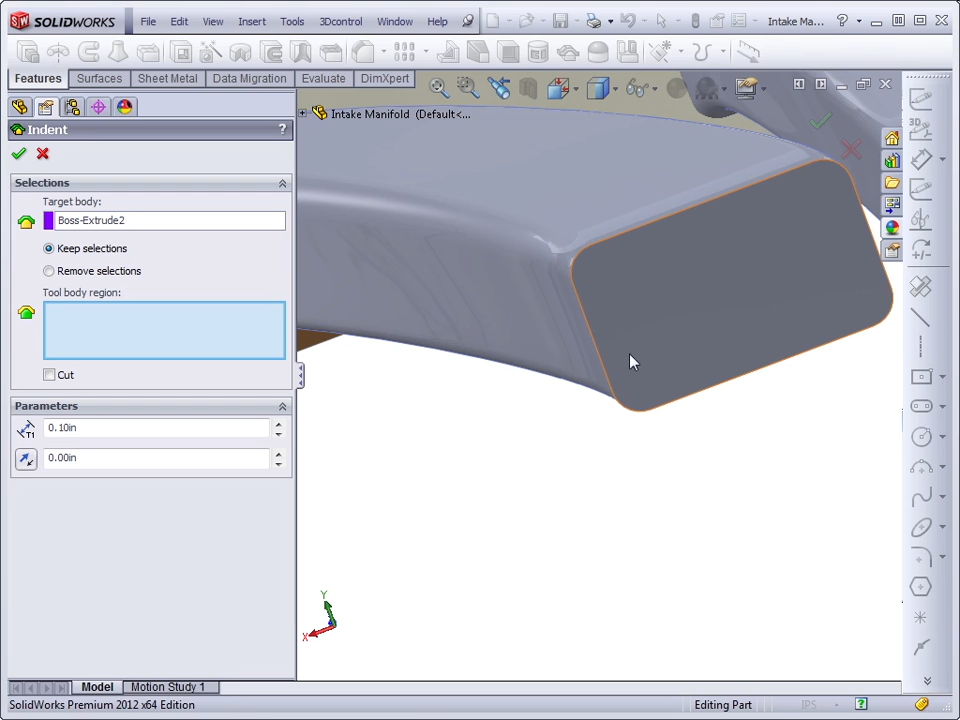 SOLIDWORKS File Edit View Insert Tools 3Dcontrol Window Help Intake Ma... ?
Features Surfaces Sheet Metal Data Migration Evaluate DimXpert
Intake Manifold (Default<...
Indent ?
Selections
Target body:
Boss-Extrude2
Keep selections
Remove selections
Tool body region:
Cut
Parameters
T1 0.10in
0.00in
3D
Y
X
Model Motion Study 1
SolidWorks Premium 2012 x64 Edition Editing Part IPS ?